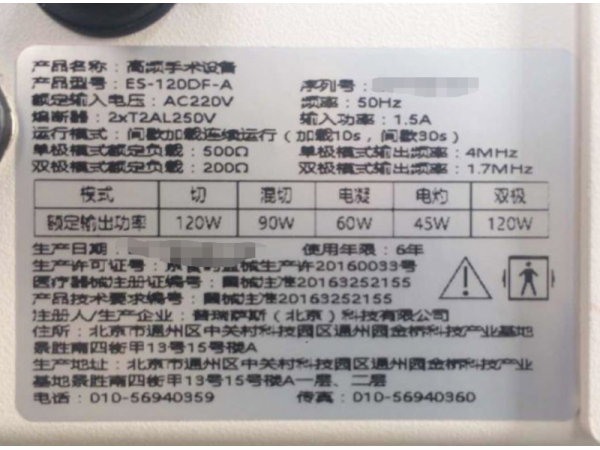 产品名称：高频手术设备
产品型号：ES-120DF-A 序列号：
额定输入电压：AC220V 频率：50Hz
熔断器：2xT2AL250V 输入功率：1.5A
运行模式：间歇加载连续运行（加载10s，间歇30s）
单极模式额定负载：500Ω 单极模式输出频率：4MHz
双极模式额定负载：200Ω 双极模式输出频率：1.7MHz
模式 切 混切 电凝 电灼 双极
额定输出功率 120W 90W 60W 45W 120W
生产日期： 使用年限：6年
生产许可证号：京食药监械生产许20160033号
医疗器械注册证编号：国械注准20163252155
产品技术要求编号：国械注准20163252155
注册人/生产企业：普瑞萨斯（北京）科技有限公司
住所：北京市通州区中关村科技园区通州园金桥科技产业基地
景胜南四街甲13号15号楼A
生产地址：北京市通州区中关村科技园区通州园金桥科技产业
基地景胜南四街甲13号15号楼A一层、二层
电话：010-56940359 传真：010-56940360